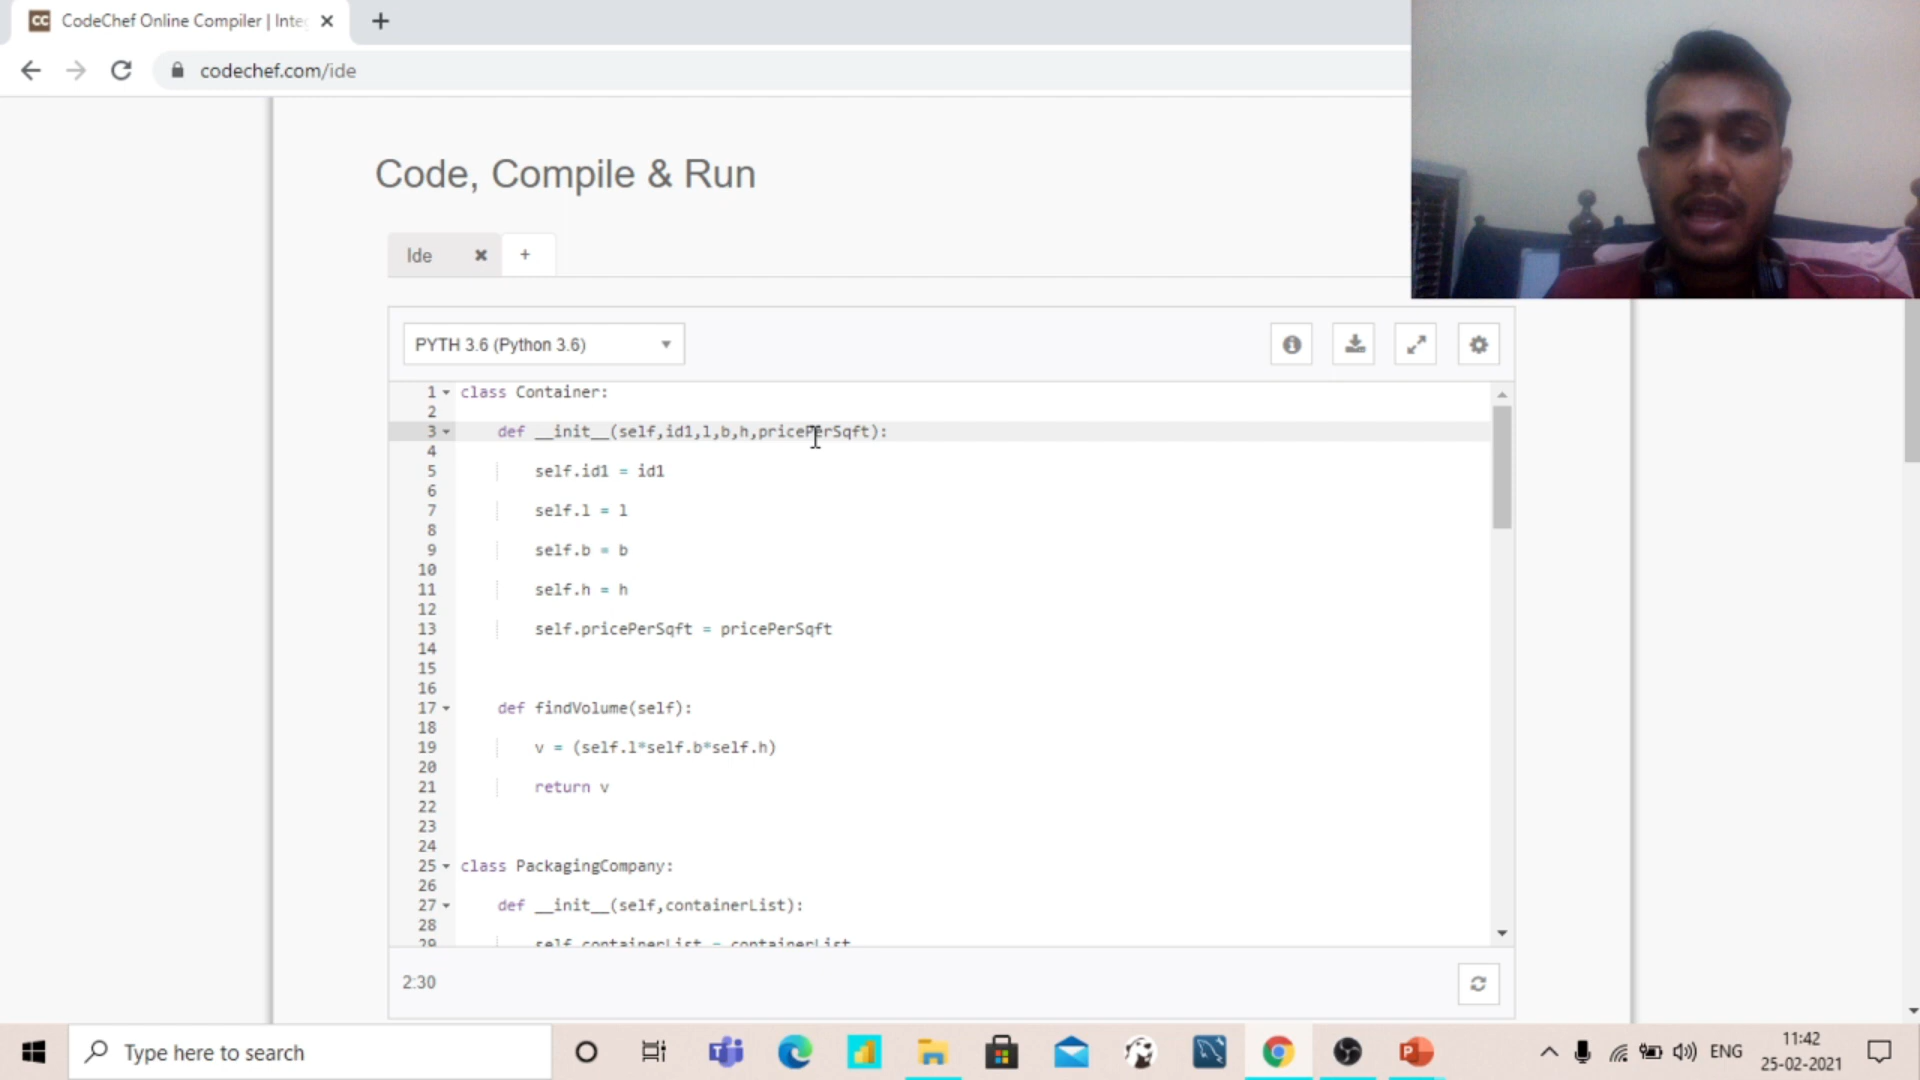 CodeChef Online Compiler | Inte
codechef.com/ide
Code, Compile & Run
Ide
+
PYTH 3.6 (Python 3.6)
1 class Container:
2
3 def __init__(self,id1,l,b,h,pricePerSqft):
4
5 self.id1 = id1
6
7 self.l = l
8
9 self.b = b
10
11 self.h = h
12
13 self.pricePerSqft = pricePerSqft
14
15
16
17 def findVolume(self):
18
19 v = (self.l*self.b*self.h)
20
21 return v
22
23
24
25 class PackagingCompany:
26
27 def __init__(self,containerList):
28
29 self.containerList = containerList
2:30
Type here to search
ENG
11:42
25-02-2021